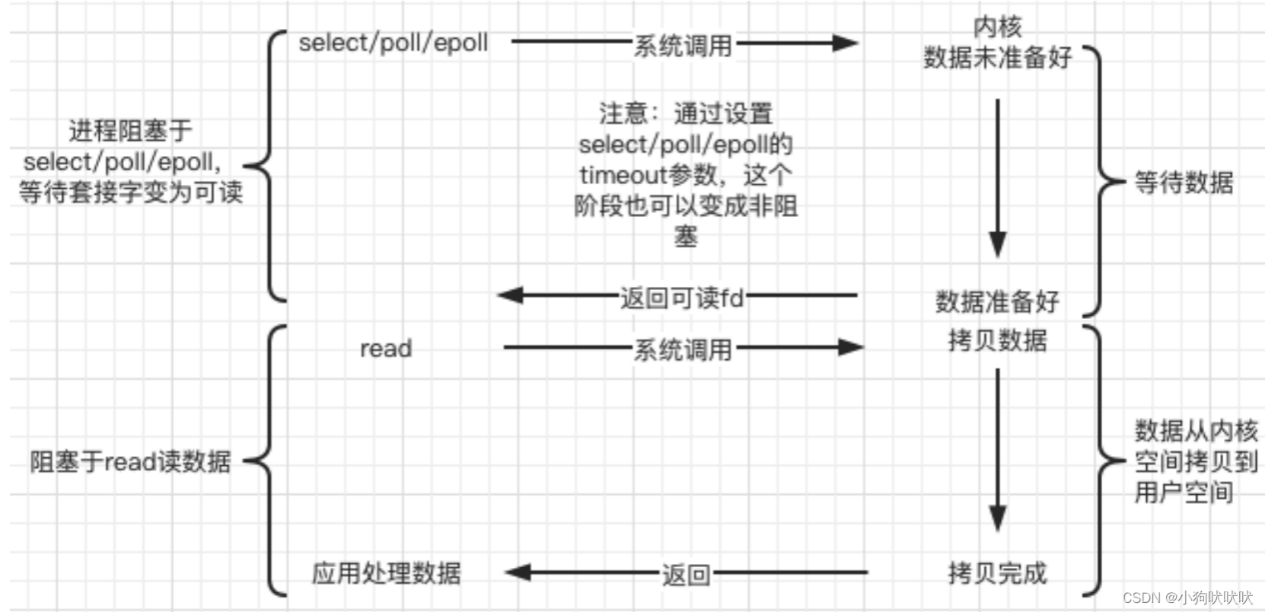 select/poll/epoll
系统调用
内核
数据未准备好
进程阻塞于
select/poll/epoll,
等待套接字变为可读
注意：通过设置
select/poll/epoll的
timeout参数，这个
阶段也可以变成非阻
塞
等待数据
返回可读fd
数据准备好
read
系统调用
拷贝数据
阻塞于read读数据
数据从内核
空间拷贝到
用户空间
应用处理数据
返回
拷贝完成
CSDN @小狗吠吠吠